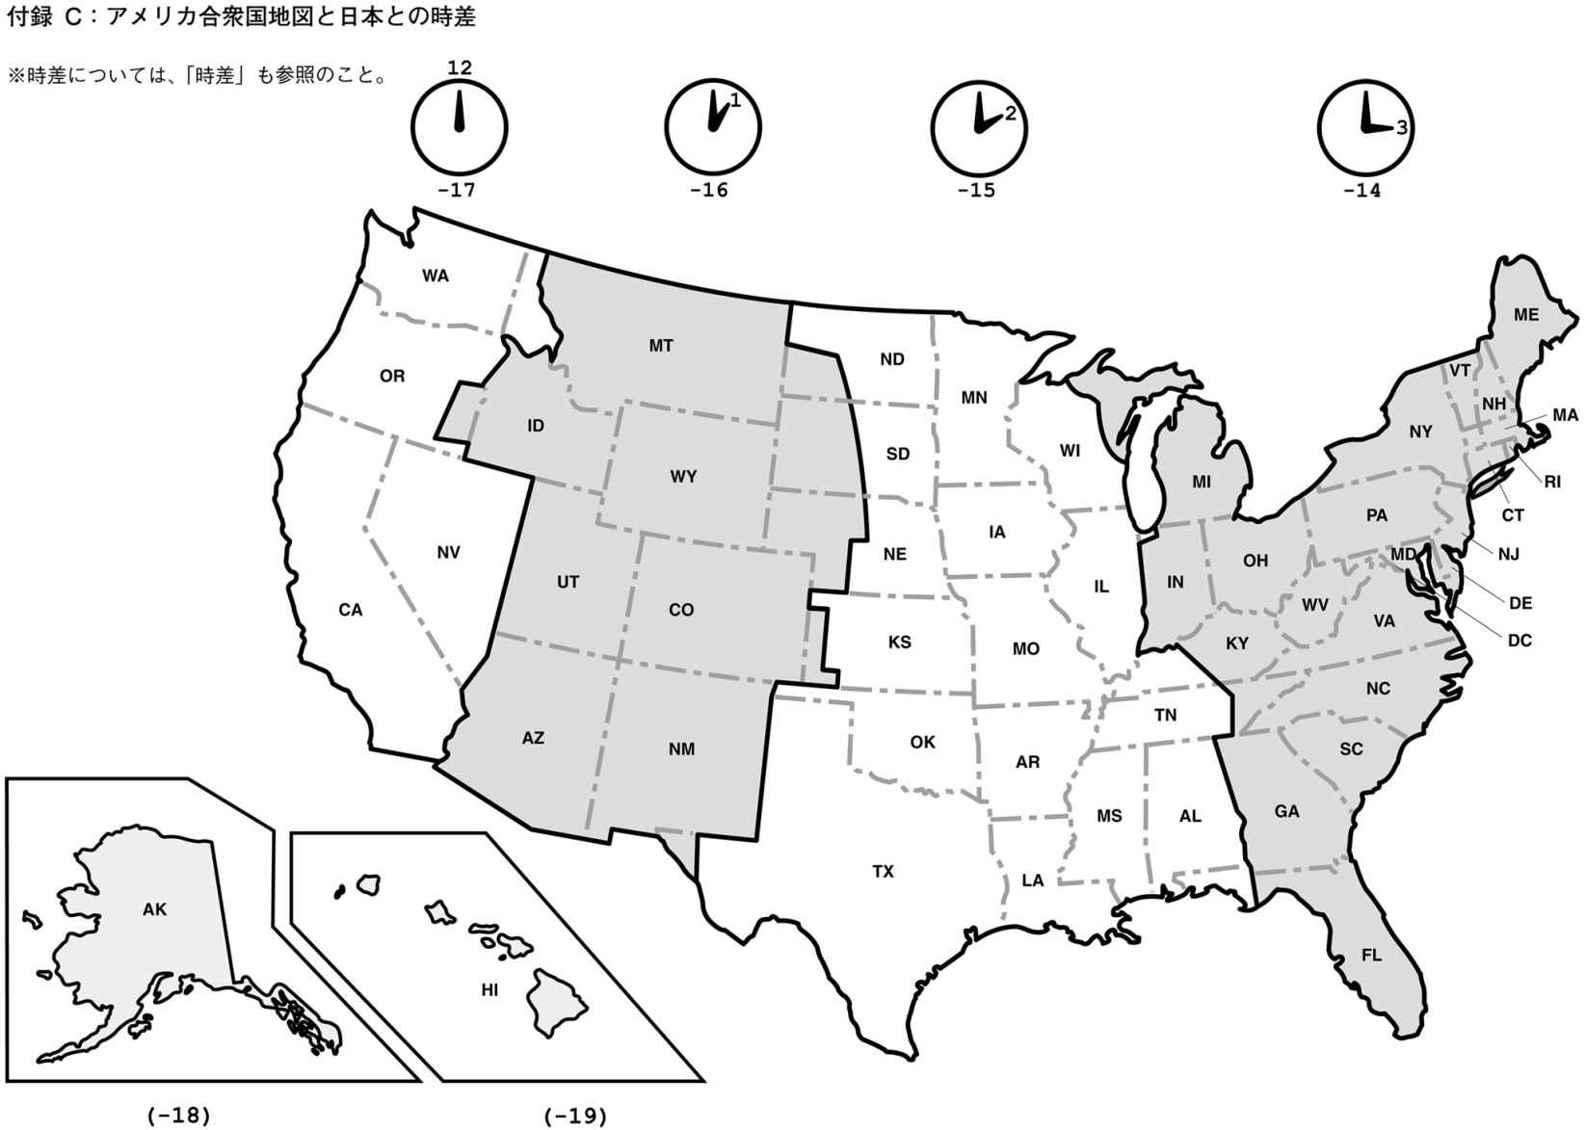 付録 C：アメリカ合衆国地図と日本との時差
※時差については、「時差」も参照のこと。
12
1
2
3
-17
-16
-15
-14
WA
OR
CA
NV
ID
MT
WY
UT
CO
AZ
NM
ND
SD
NE
KS
OK
TX
MN
IA
MO
AR
LA
WI
IL
MS
AL
TN
MI
IN
OH
KY
WV
VA
NC
SC
GA
FL
PA
NY
VT
NH
ME
MA
RI
CT
NJ
MD
DE
DC
AK
HI
(-18)
(-19)